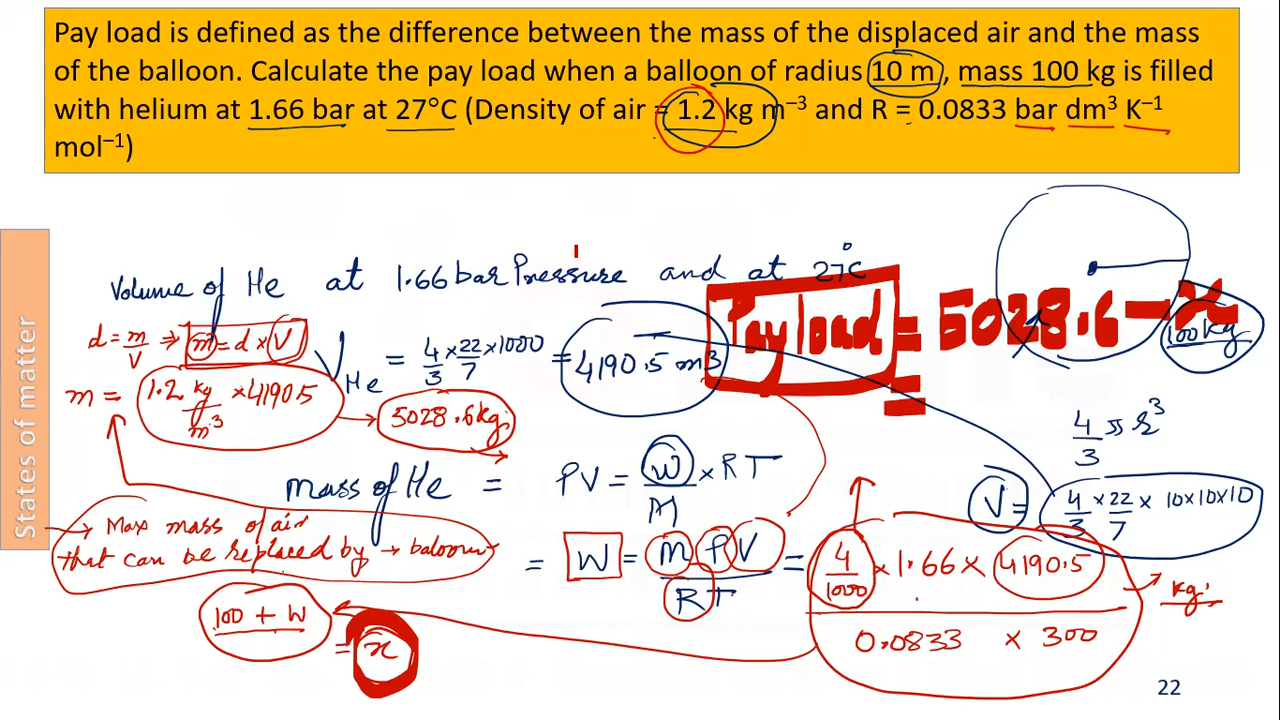 Pay load is defined as the difference between the mass of the displaced air and the mass
of the balloon. Calculate the pay load when a balloon of radius 10 m, mass 100 kg is filled
with helium at 1.66 bar at 27°C (Density of air = 1.2 kg m⁻³ and R = 0.0833 bar dm³ K⁻¹
mol⁻¹)
States of matter
Volume of He at 1.66 bar Pressure and at 27°C
d = m/V ⇒ m = d × V
V He = 4/3 × 22/7 × 1000 = 4190.5 m³
Pay load = 5028.6 – x
100 kg
m = 1.2 kg/m³ × 4190.5 → 5028.6 kg
4/3 π r³
mass of He = PV = W/M × RT
V = 4/3 × 22/7 × 10×10×10
→ Max mass of air
that can be replaced by → baloon
= W = m P V / RT = 4/1000 × 1.66 × 4190.5 / 0.0833 × 300 → kg
100 + W
= x
22